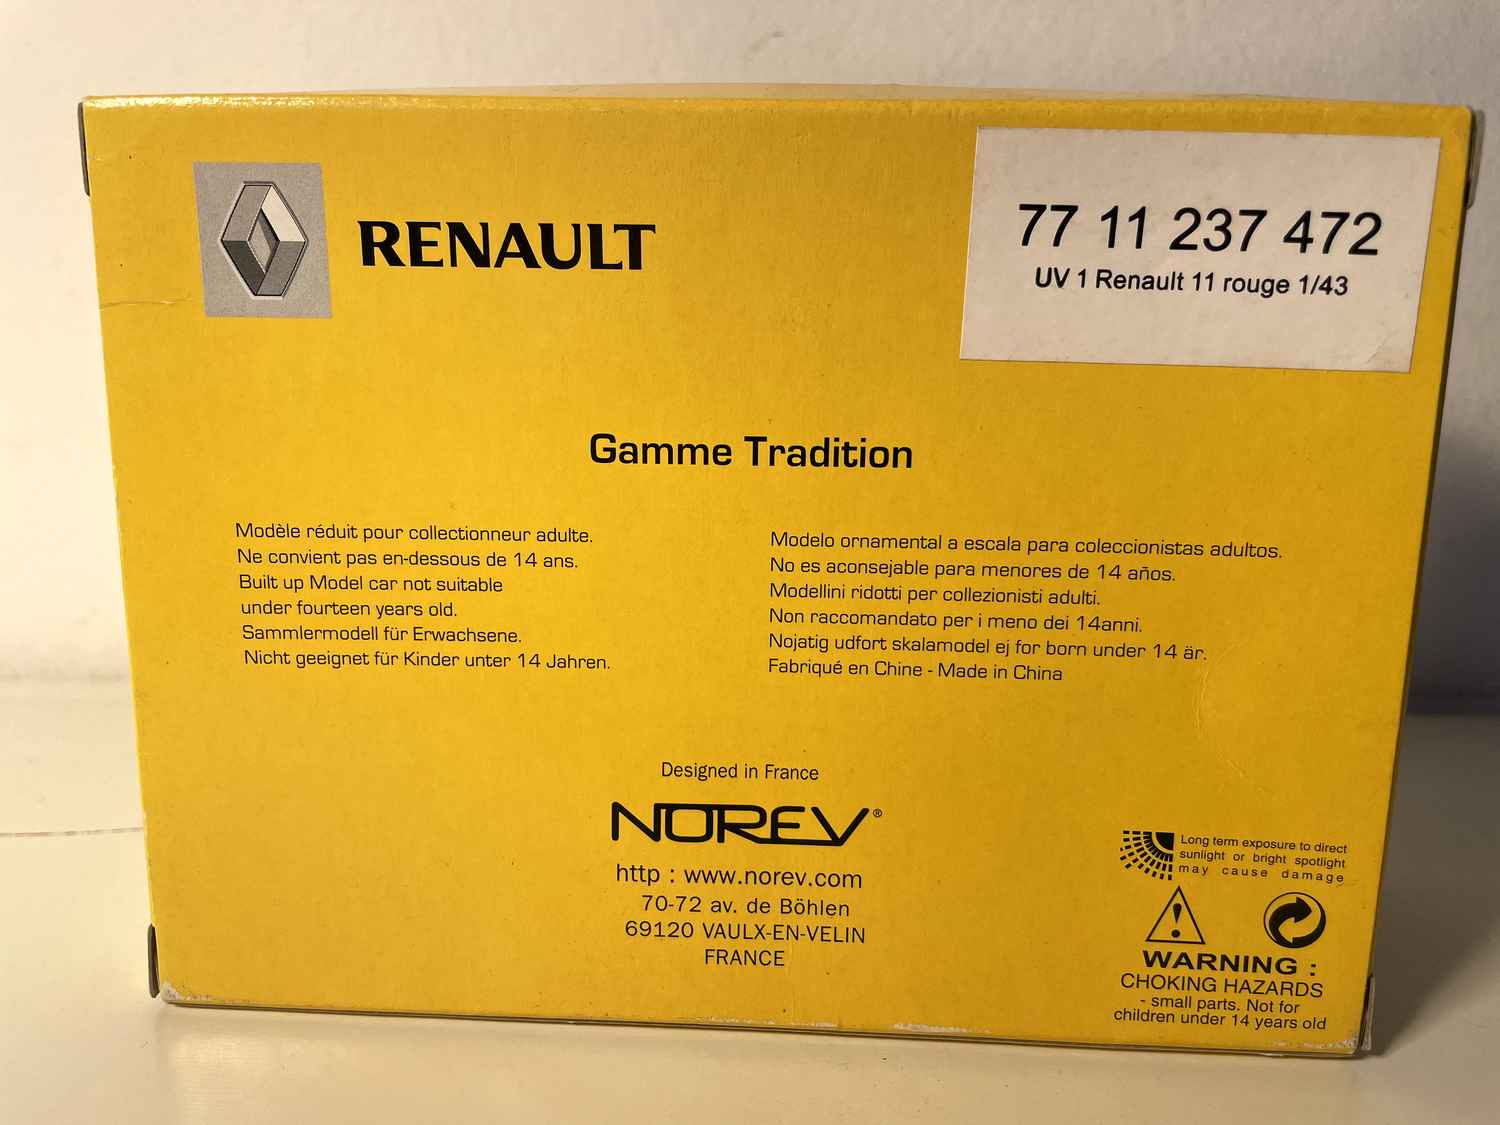 RENAULT
77 11 237 472
UV 1 Renault 11 rouge 1/43
Gamme Tradition
Modèle réduit pour collectionneur adulte.
Ne convient pas en-dessous de 14 ans.
Built up Model car not suitable
under fourteen years old.
Sammlermodell für Erwachsene.
Nicht geeignet für Kinder unter 14 Jahren.
Modelo ornamental a escala para coleccionistas adultos.
No es aconsejable para menores de 14 años.
Modellini ridotti per collezionisti adulti.
Non raccomandato per i meno dei 14anni.
Nojatig udfort skalamodel ej for born under 14 är.
Fabriqué en Chine - Made in China
Designed in France
NOREV®
http : www.norev.com
70-72 av. de Böhlen
69120 VAULX-EN-VELIN
FRANCE
Long term exposure to direct
sunlight or bright spotlight
may cause damage
WARNING :
CHOKING HAZARDS
- small parts. Not for
children under 14 years old